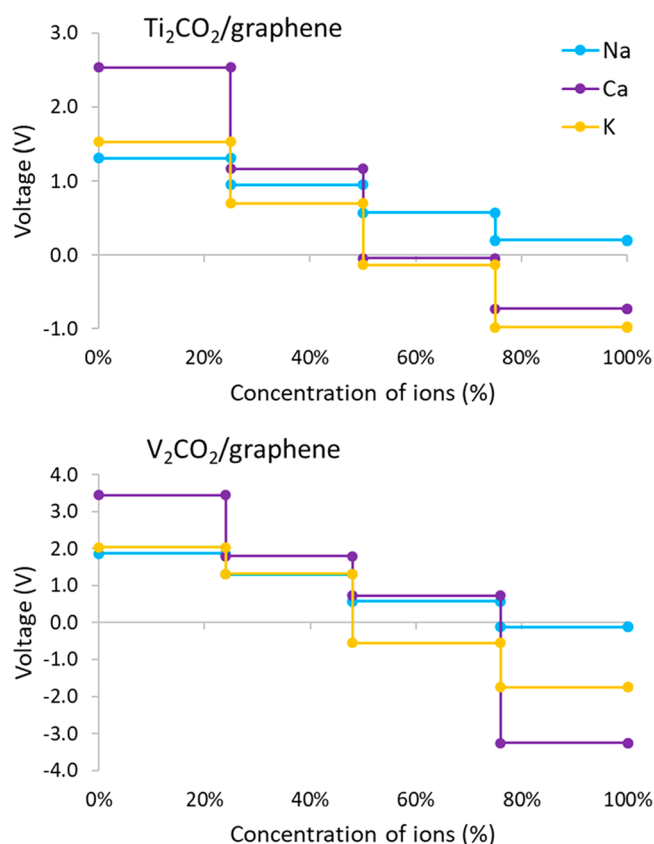 Ti₂CO₂/graphene
Na
Ca
K
Voltage (V)
3.0
2.0
1.0
0.0
-1.0
0% 20% 40% 60% 80% 100%
Concentration of ions (%)
V₂CO₂/graphene
Voltage (V)
4.0
3.0
2.0
1.0
0.0
-1.0
-2.0
-3.0
-4.0
0% 20% 40% 60% 80% 100%
Concentration of ions (%)